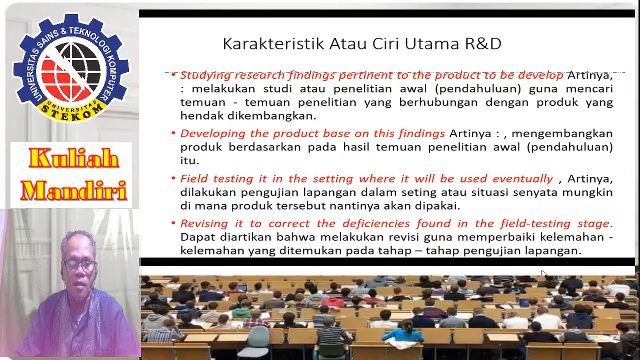 Karakteristik Atau Ciri Utama R&D
UNIVERSITAS SAINS & TEKNOLOGI KOMPUTER
UNIVERSITAS
STEKOM
Kuliah
Mandiri
• Studying research findings pertinent to the product to be develop Artinya,
: melakukan studi atau penelitian awal (pendahuluan) guna mencari
temuan - temuan penelitian yang berhubungan dengan produk yang
hendak dikembangkan.
• Developing the product base on this findings Artinya : , mengembangkan
produk berdasarkan pada hasil temuan penelitian awal (pendahuluan)
itu.
• Field testing it in the setting where it will be used eventually , Artinya,
dilakukan pengujian lapangan dalam seting atau situasi senyata mungkin
di mana produk tersebut nantinya akan dipakai.
• Revising it to correct the deficiencies found in the field-testing stage.
Dapat diartikan bahwa melakukan revisi guna memperbaiki kelemahan -
kelemahan yang ditemukan pada tahap – tahap pengujian lapangan.